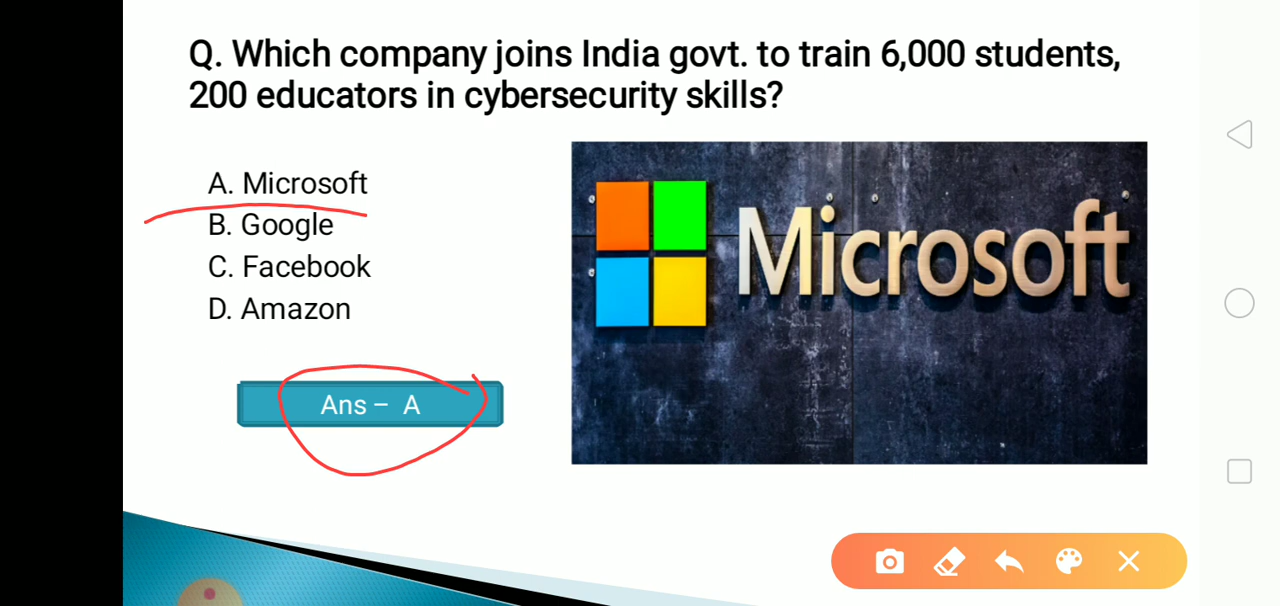 Q. Which company joins India govt. to train 6,000 students,
200 educators in cybersecurity skills?
A. Microsoft
B. Google
C. Facebook
D. Amazon
Ans – A
Microsoft